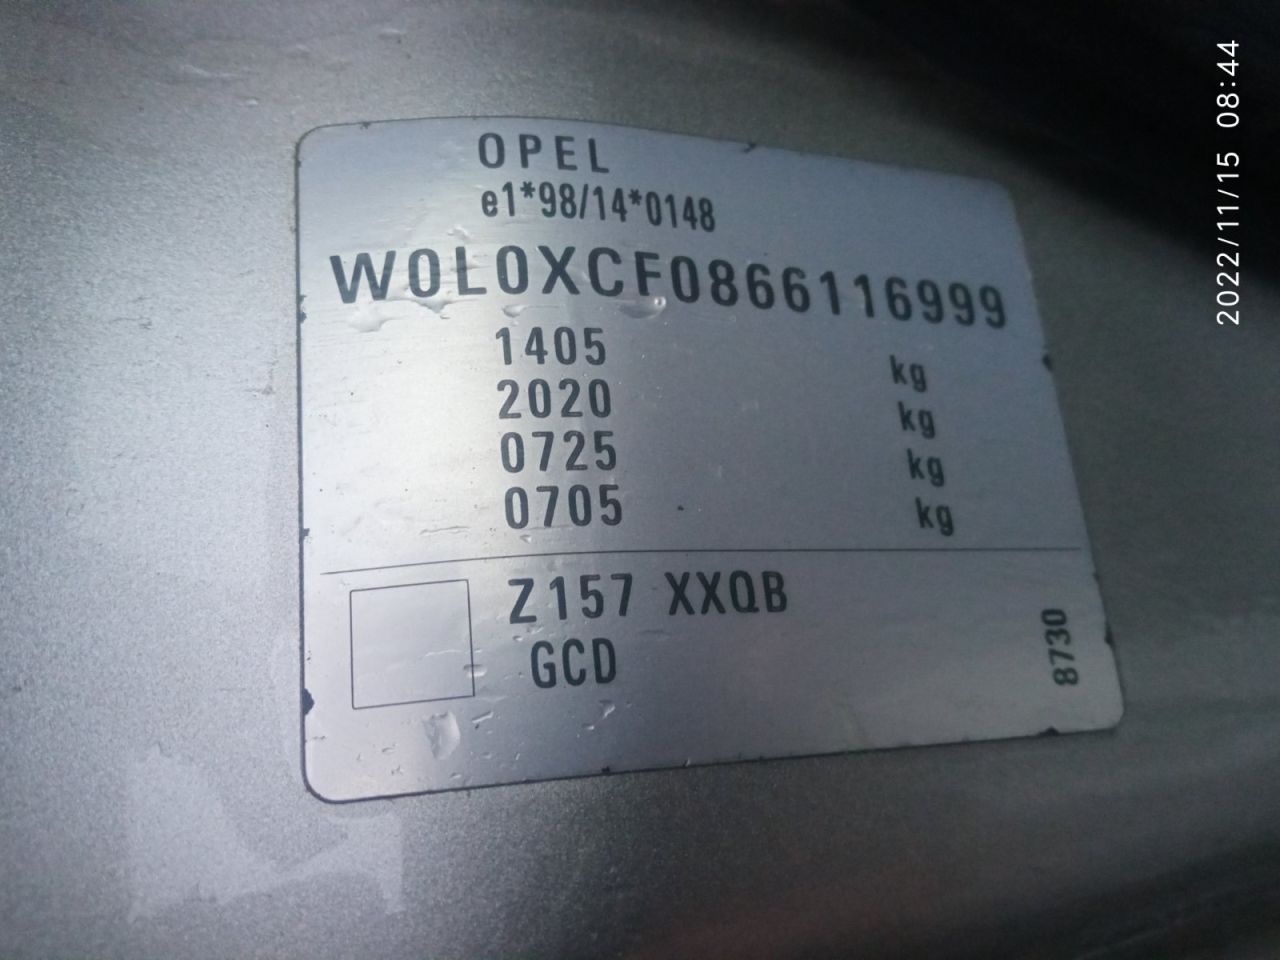 OPEL
e1*98/14*0148
W0L0XCF0866116999
1405 kg
2020 kg
0725 kg
0705 kg
Z157 XXQB
GCD
8730
2022/11/15 08:44